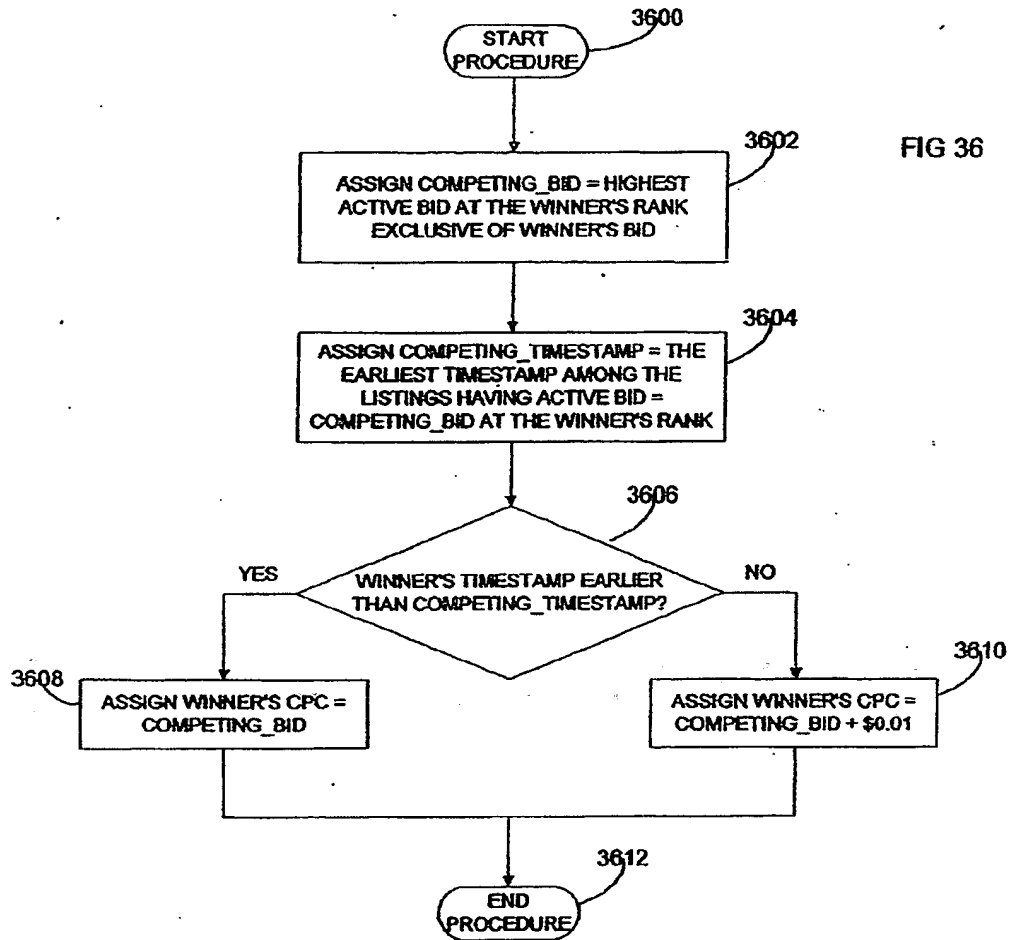 3600
START
PROCEDURE
3602
FIG 36
ASSIGN COMPETING_BID = HIGHEST
ACTIVE BID AT THE WINNER'S RANK
EXCLUSIVE OF WINNER'S BID
3604
ASSIGN COMPETING_TIMESTAMP = THE
EARLIEST TIMESTAMP AMONG THE
LISTINGS HAVING ACTIVE BID =
COMPETING_BID AT THE WINNER'S RANK
3606
YES
WINNER'S TIMESTAMP EARLIER
THAN COMPETING_TIMESTAMP?
NO
3608
ASSIGN WINNER'S CPC =
COMPETING_BID
3610
ASSIGN WINNER'S CPC =
COMPETING_BID + $0.01
3612
END
PROCEDURE